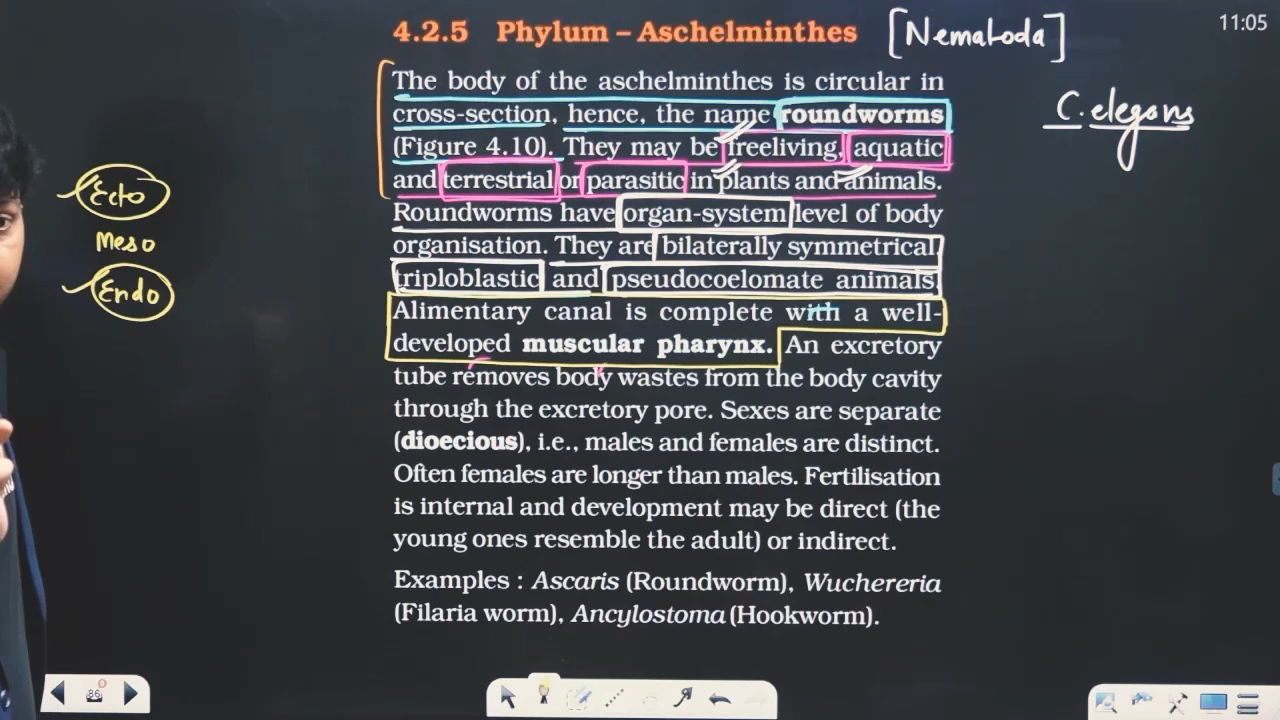 4.2.5 Phylum – Aschelminthes [Nematoda]
11:05
C. elegans
The body of the aschelminthes is circular in
cross-section, hence, the name roundworms
(Figure 4.10). They may be freeliving, aquatic
and terrestrial or parasitic in plants and animals.
Roundworms have organ-system level of body
organisation. They are bilaterally symmetrical,
triploblastic and pseudocoelomate animals.
Alimentary canal is complete with a well-
developed muscular pharynx. An excretory
tube removes body wastes from the body cavity
through the excretory pore. Sexes are separate
(dioecious), i.e., males and females are distinct.
Often females are longer than males. Fertilisation
is internal and development may be direct (the
young ones resemble the adult) or indirect.
Examples : Ascaris (Roundworm), Wuchereria
(Filaria worm), Ancylostoma (Hookworm).
Ecto
Meso
Endo
86